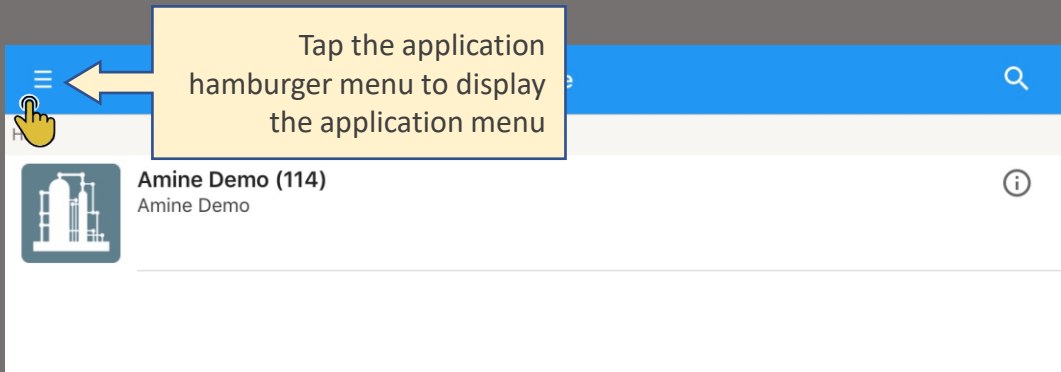 Tap the application
hamburger menu to display
the application menu
Amine Demo (114)
Amine Demo